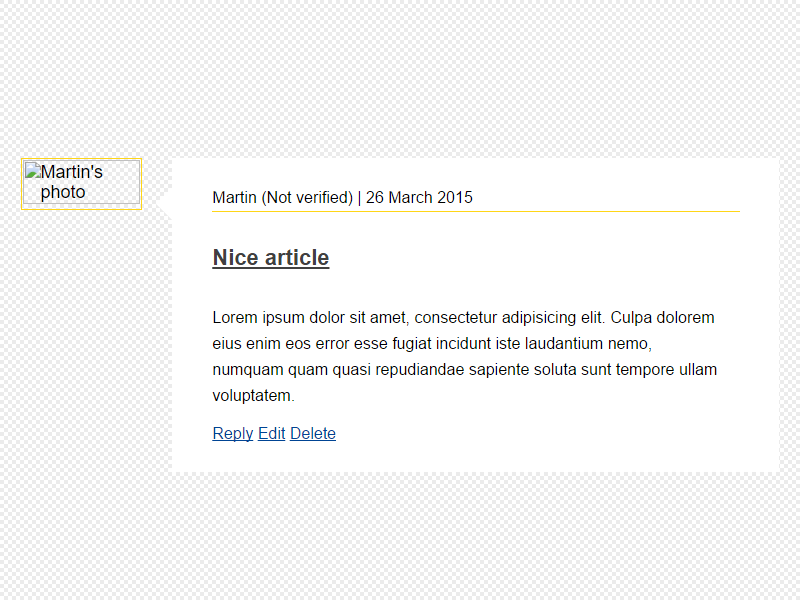 Martin's
photo
Martin (Not verified) | 26 March 2015
Nice article
Lorem ipsum dolor sit amet, consectetur adipisicing elit. Culpa dolorem
eius enim eos error esse fugiat incidunt iste laudantium nemo,
numquam quam quasi repudiandae sapiente soluta sunt tempore ullam
voluptatem.
Reply Edit Delete